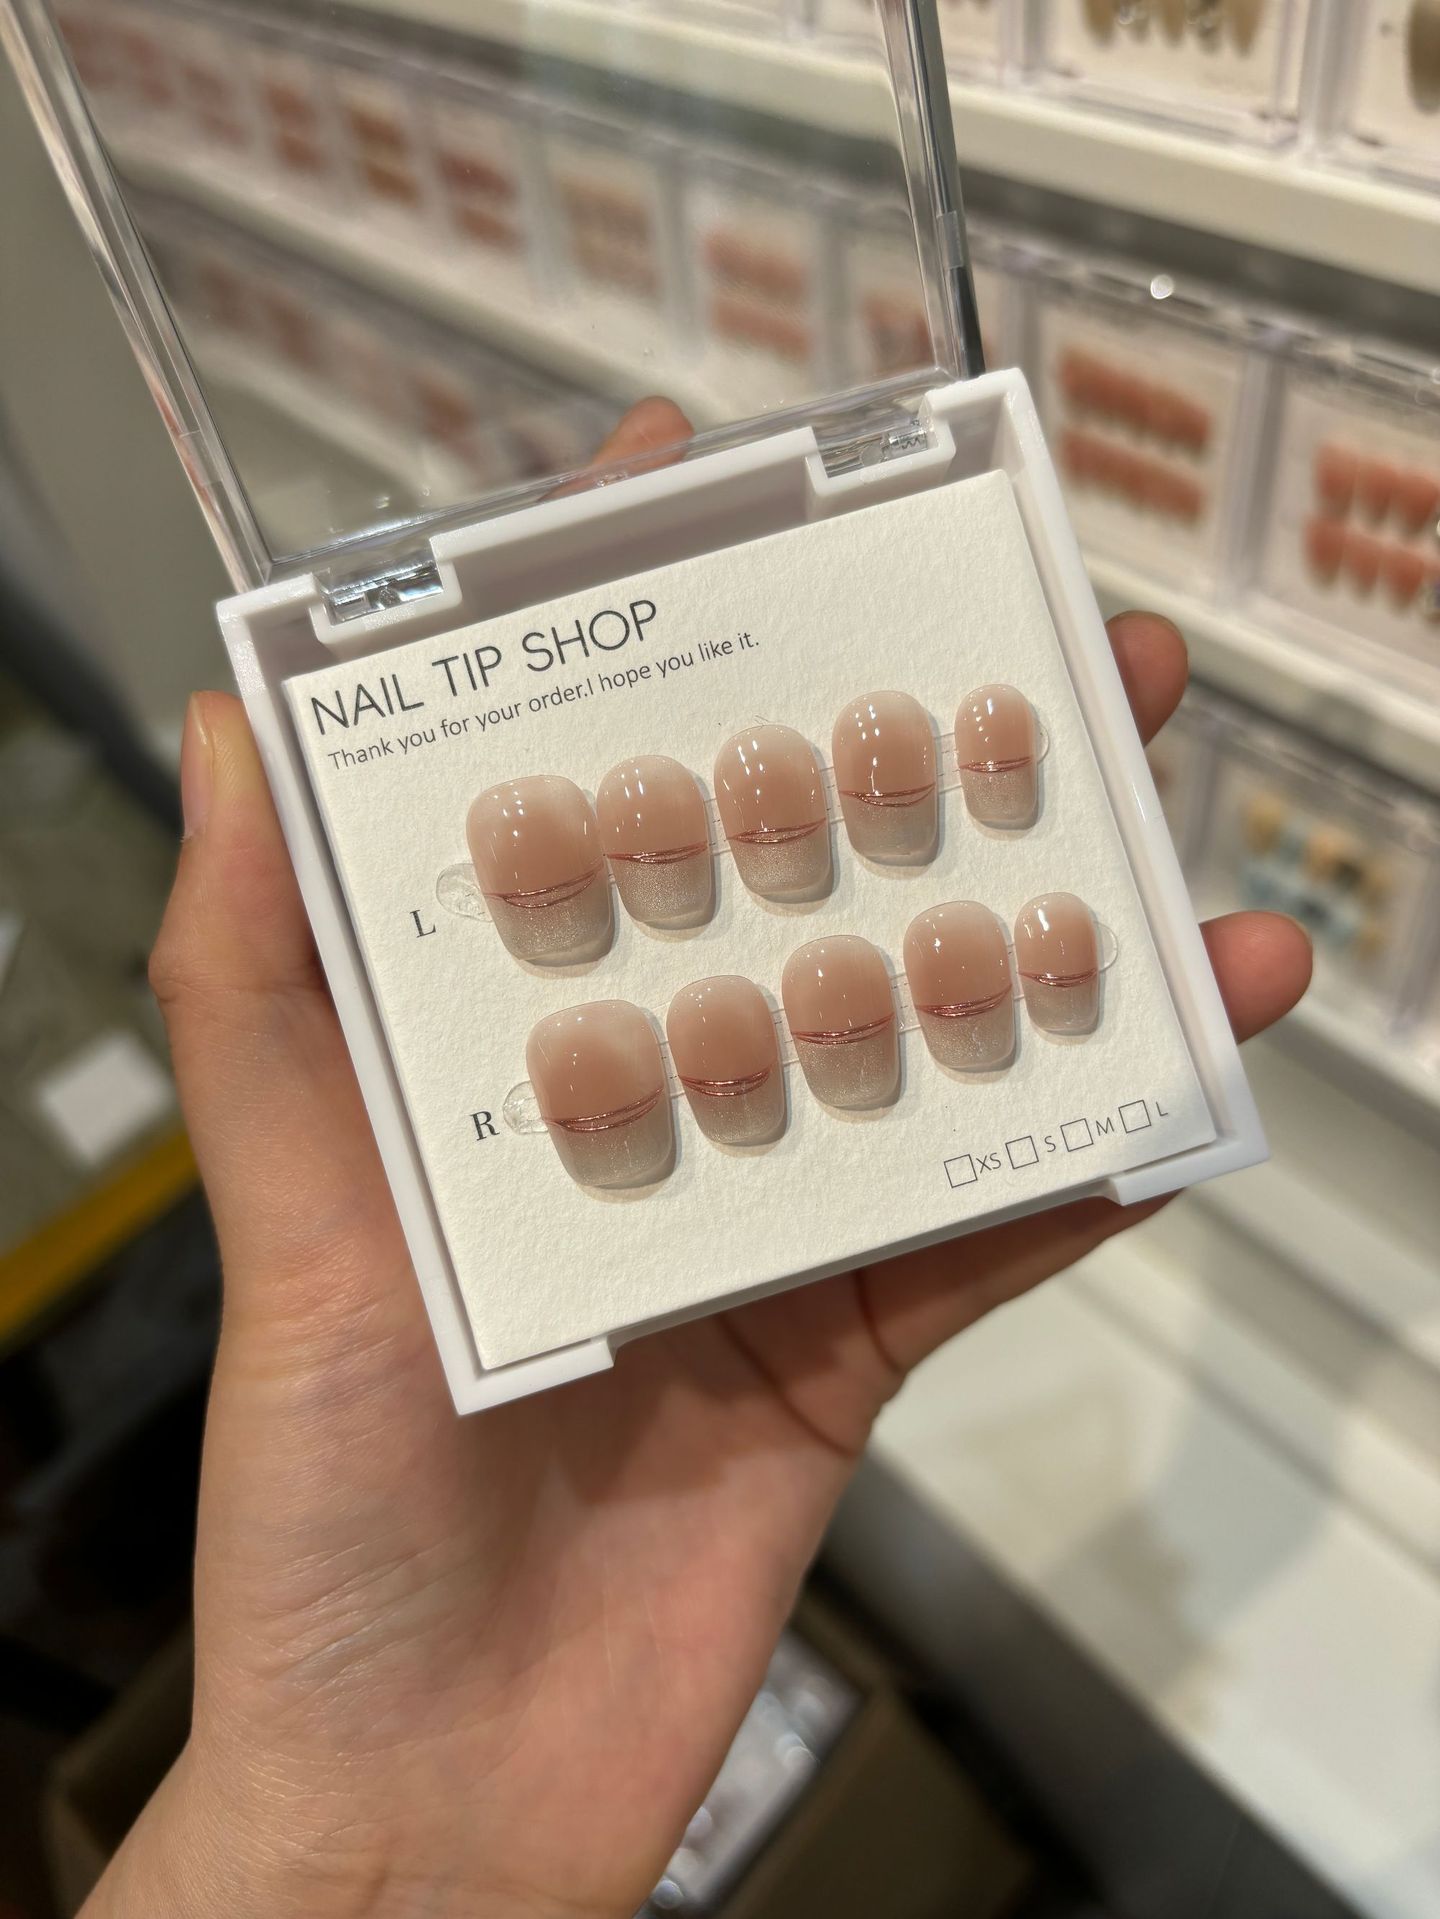 NAIL TIP SHOP
Thank you for your order.I hope you like it.
L
R
□XS □ S □ M □ L